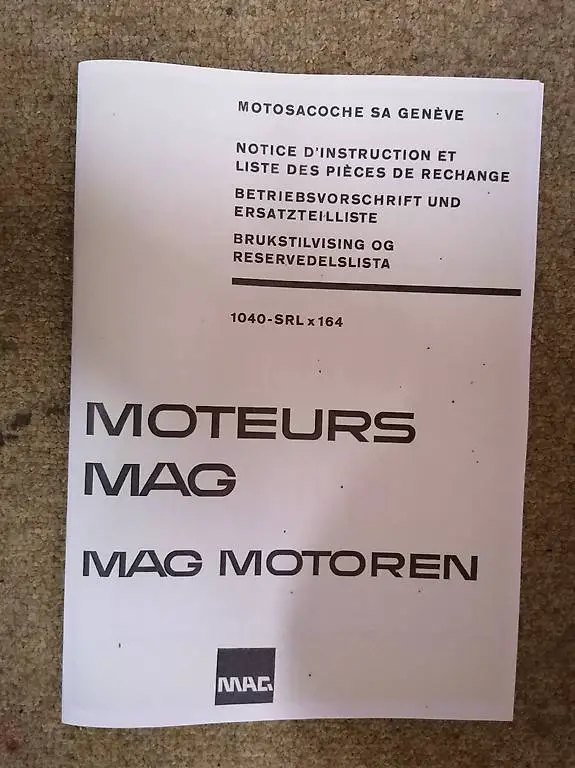 MOTOSACOCHE SA GENÈVE
NOTICE D'INSTRUCTION ET
LISTE DES PIÈCES DE RECHANGE
BETRIEBSVORSCHRIFT UND
ERSATZTEILLISTE
BRUKSTILVISING OG
RESERVEDELSLISTA
1040-SRL x 164
MOTEURS
MAG
MAG MOTOREN
MAG